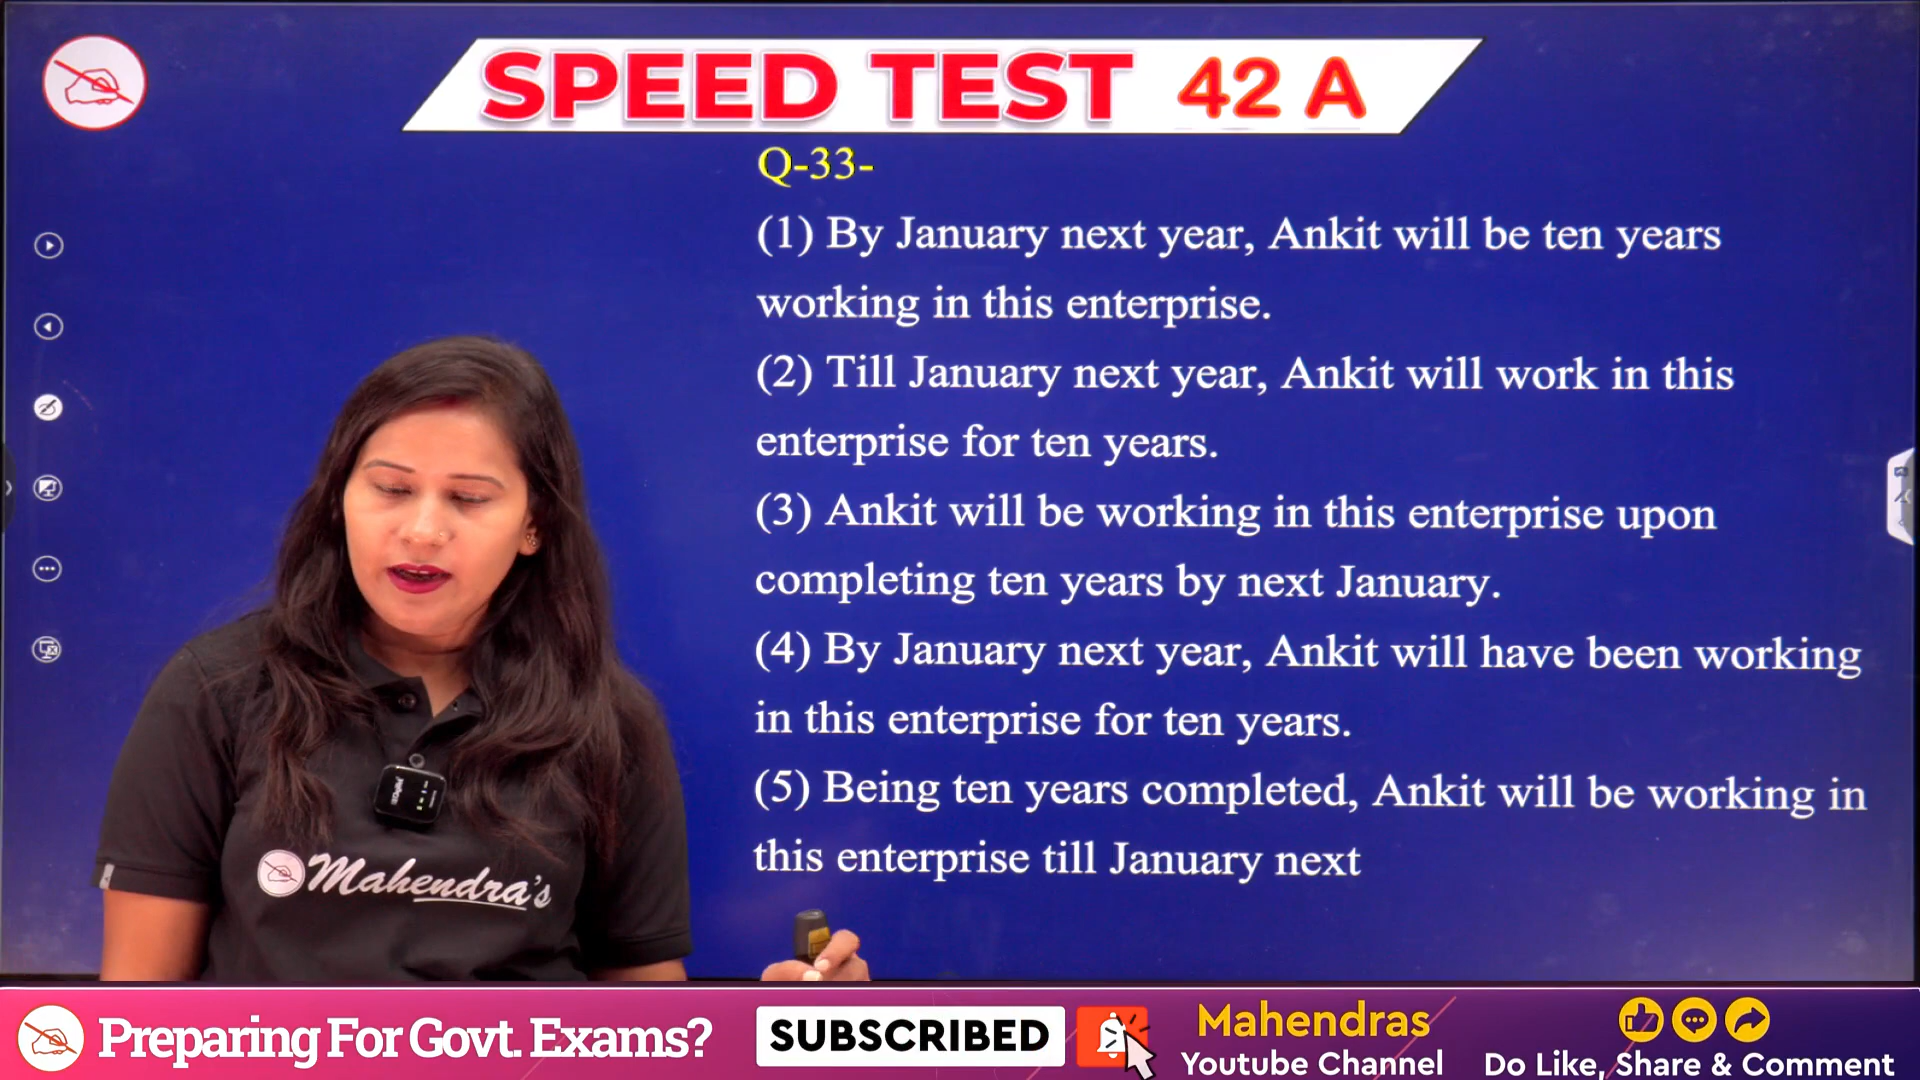 SPEED TEST 42 A
Q-33-
(1) By January next year, Ankit will be ten years
working in this enterprise.
(2) Till January next year, Ankit will work in this
enterprise for ten years.
(3) Ankit will be working in this enterprise upon
completing ten years by next January.
(4) By January next year, Ankit will have been working
in this enterprise for ten years.
(5) Being ten years completed, Ankit will be working in
this enterprise till January next
Mahendra's
Preparing For Govt. Exams?
SUBSCRIBED
Mahendras
Youtube Channel
Do Like, Share & Comment